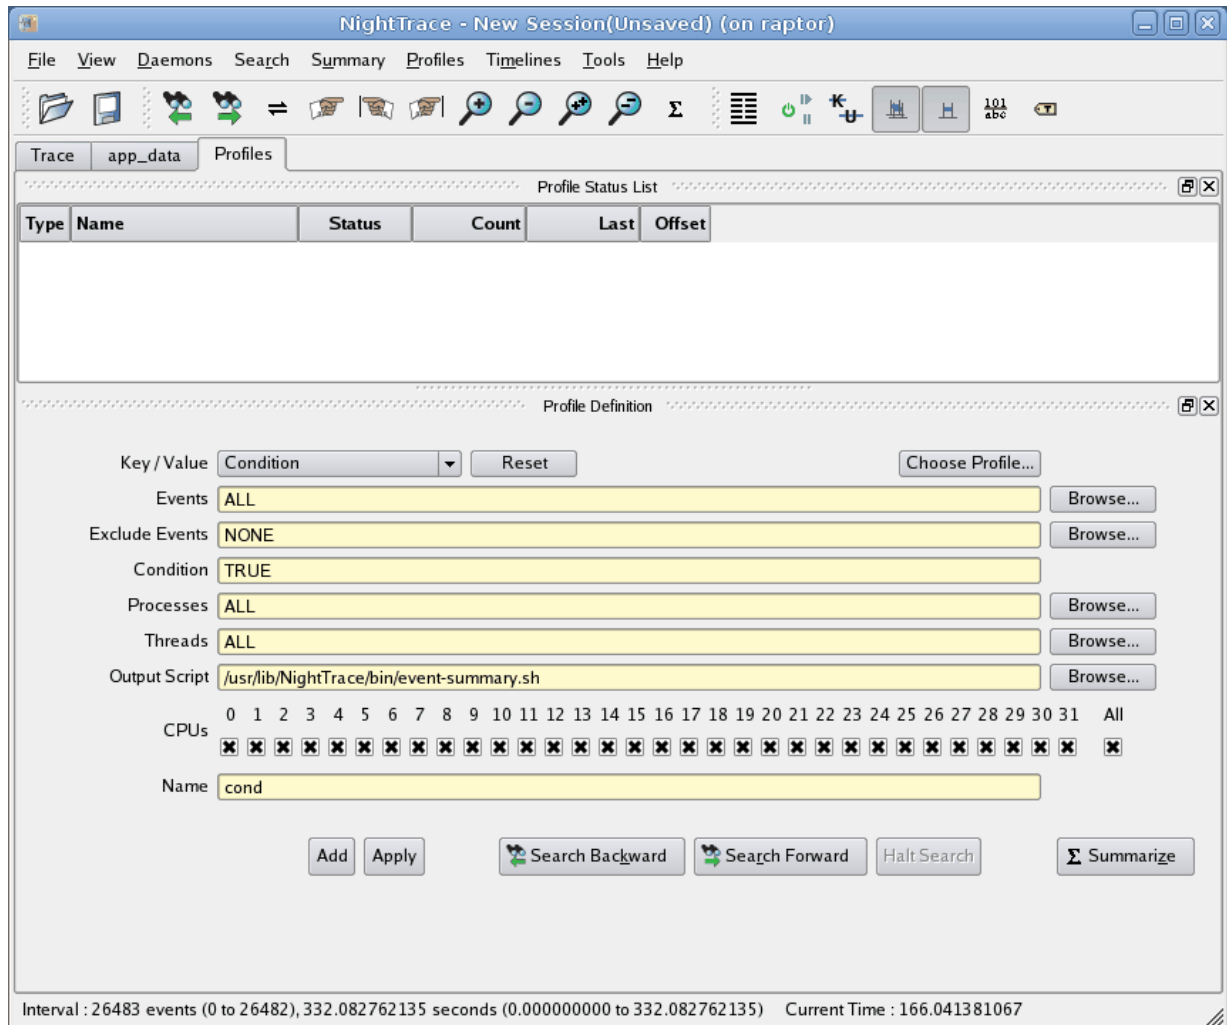 NightTrace - New Session(Unsaved) (on raptor)
File View Daemons Search Summary Profiles Timelines Tools Help
Σ K U 101 abc T
Trace app_data Profiles
Profile Status List
Type Name Status Count Last Offset
Profile Definition
Key / Value Condition Reset Choose Profile...
Events ALL Browse...
Exclude Events NONE Browse...
Condition TRUE
Processes ALL Browse...
Threads ALL Browse...
Output Script /usr/lib/NightTrace/bin/event-summary.sh Browse...
0 1 2 3 4 5 6 7 8 9 10 11 12 13 14 15 16 17 18 19 20 21 22 23 24 25 26 27 28 29 30 31 All
CPUs
Name cond
Add Apply Search Backward Search Forward Halt Search Σ Summarize
Interval : 26483 events (0 to 26482), 332.082762135 seconds (0.000000000 to 332.082762135) Current Time : 166.041381067